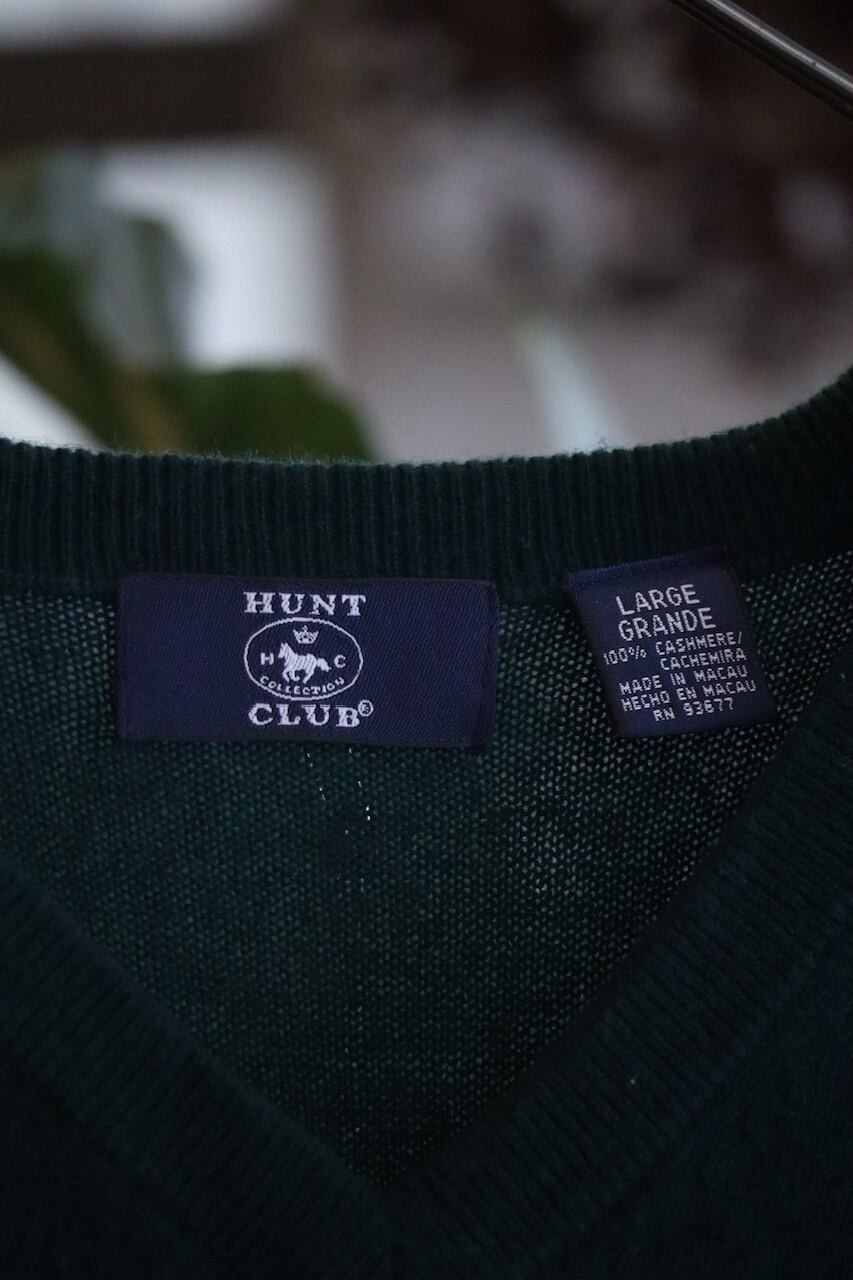 HUNT
H C
COLLECTION
CLUB®
LARGE
GRANDE
100% CASHMERE/
CACHEMIRA
MADE IN MACAU
HECHO EN MACAU
RN 93677